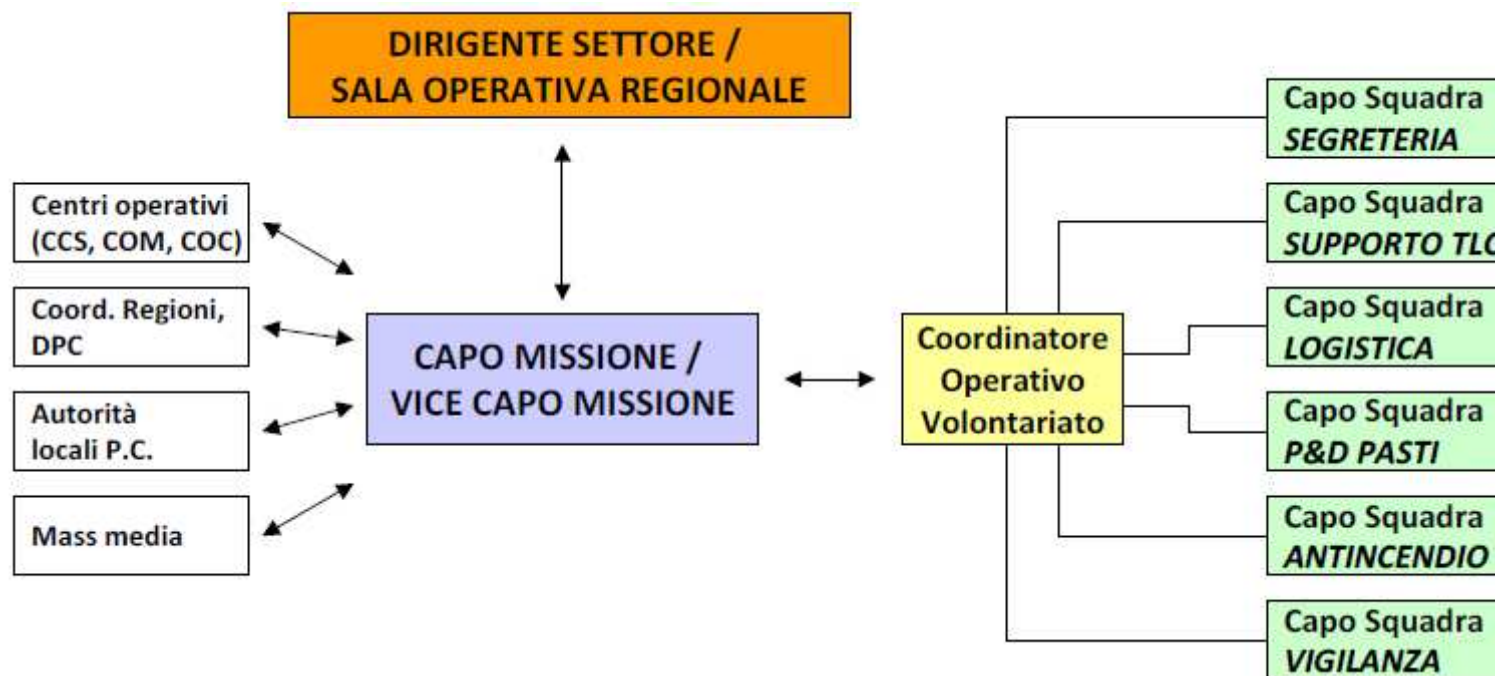 DIRIGENTE SETTORE /
SALA OPERATIVA REGIONALE
Centri operativi
(CCS, COM, COC)
Coord. Regioni,
DPC
Autorità
locali P.C.
Mass media
CAPO MISSIONE /
VICE CAPO MISSIONE
Coordinatore
Operativo
Volontariato
Capo Squadra
SEGRETERIA
Capo Squadra
SUPPORTO TLC
Capo Squadra
LOGISTICA
Capo Squadra
P&D PASTI
Capo Squadra
ANTINCENDIO
Capo Squadra
VIGILANZA